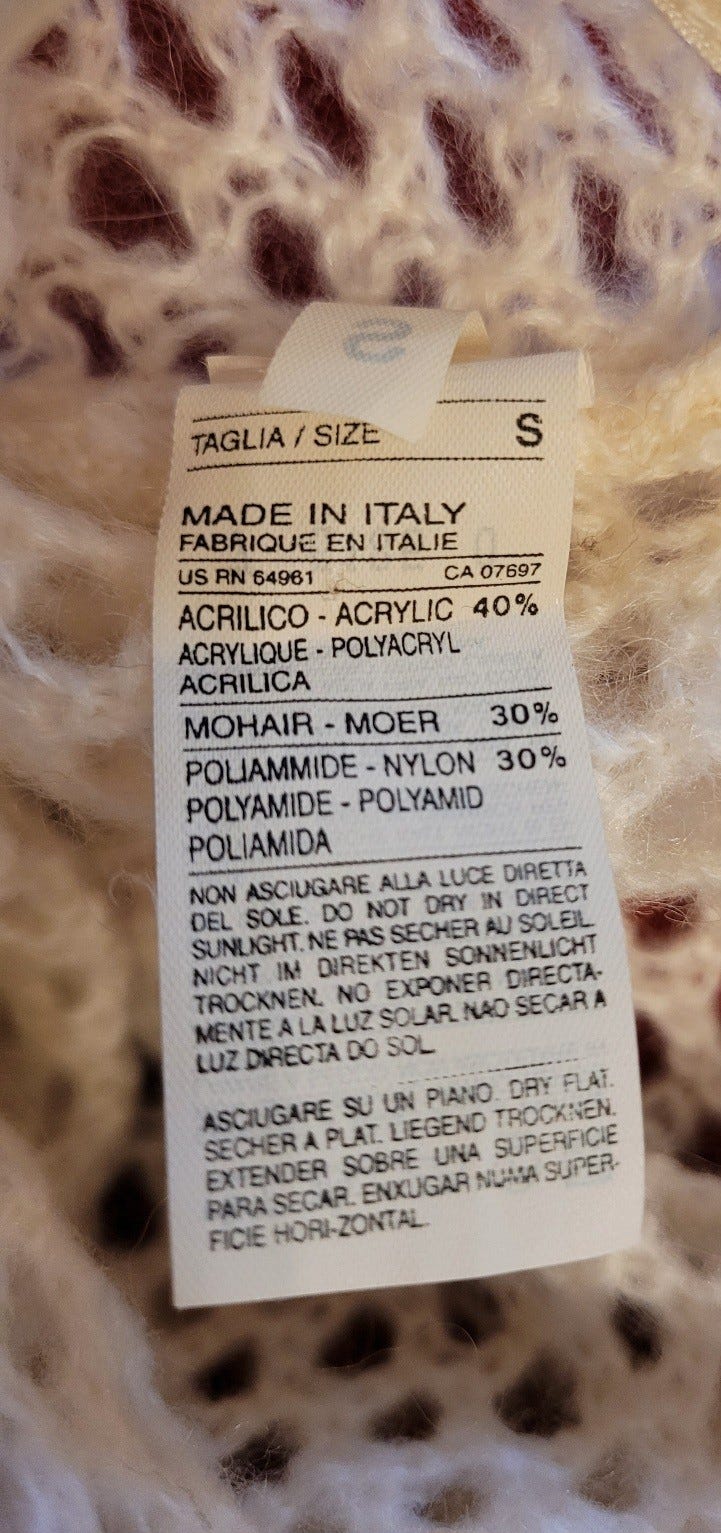 S
TAGLIA / SIZE S
MADE IN ITALY
FABRIQUE EN ITALIE
US RN 64961 CA 07697
ACRILICO - ACRYLIC 40%
ACRYLIQUE - POLYACRYL
ACRILICA
MOHAIR - MOER 30%
POLIAMMIDE - NYLON 30%
POLYAMIDE - POLYAMID
POLIAMIDA
NON ASCIUGARE ALLA LUCE DIRETTA
DEL SOLE. DO NOT DRY IN DIRECT
SUNLIGHT. NE PAS SECHER AU SOLEIL.
NICHT IM DIREKTEN SONNENLICHT
TROCKNEN. NO EXPONER DIRECTA-
MENTE A LA LUZ SOLAR. NAO SECAR A
LUZ DIRECTA DO SOL.
ASCIUGARE SU UN PIANO. DRY FLAT.
SECHER A PLAT. LIEGEND TROCKNEN.
EXTENDER SOBRE UNA SUPERFICIE
PARA SECAR. ENXUGAR NUMA SUPER-
FICIE HORI-ZONTAL.